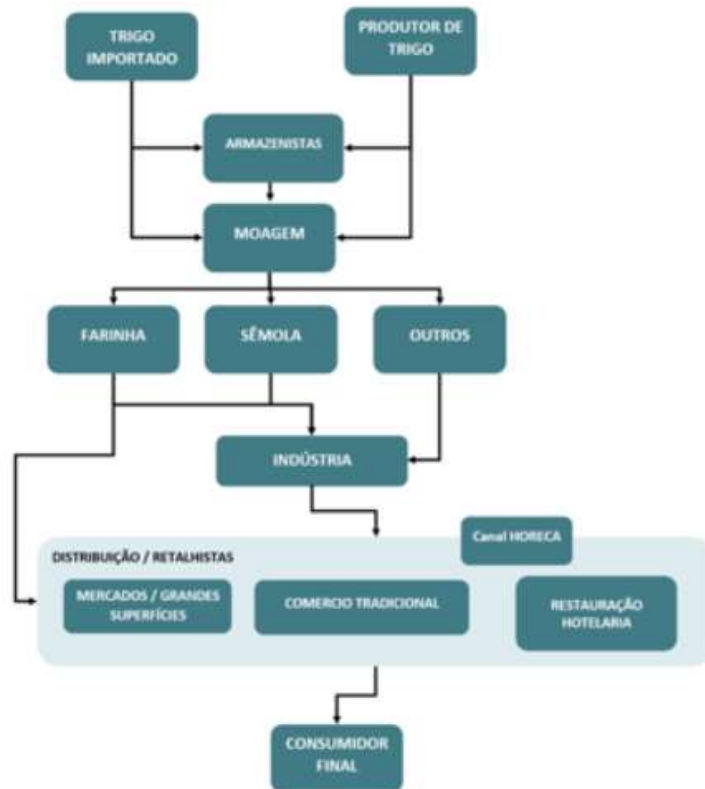 TRIGO
IMPORTADO
PRODUTOR DE
TRIGO
ARMAZENISTAS
MOAGEM
FARINHA
SÊMOLA
OUTROS
INDÚSTRIA
Canal HORECA
DISTRIBUIÇÃO / RETALHISTAS
MERCADOS / GRANDES
SUPERFÍCIES
COMERCIO TRADICIONAL
RESTAURAÇÃO
HOTELARIA
CONSUMIDOR
FINAL